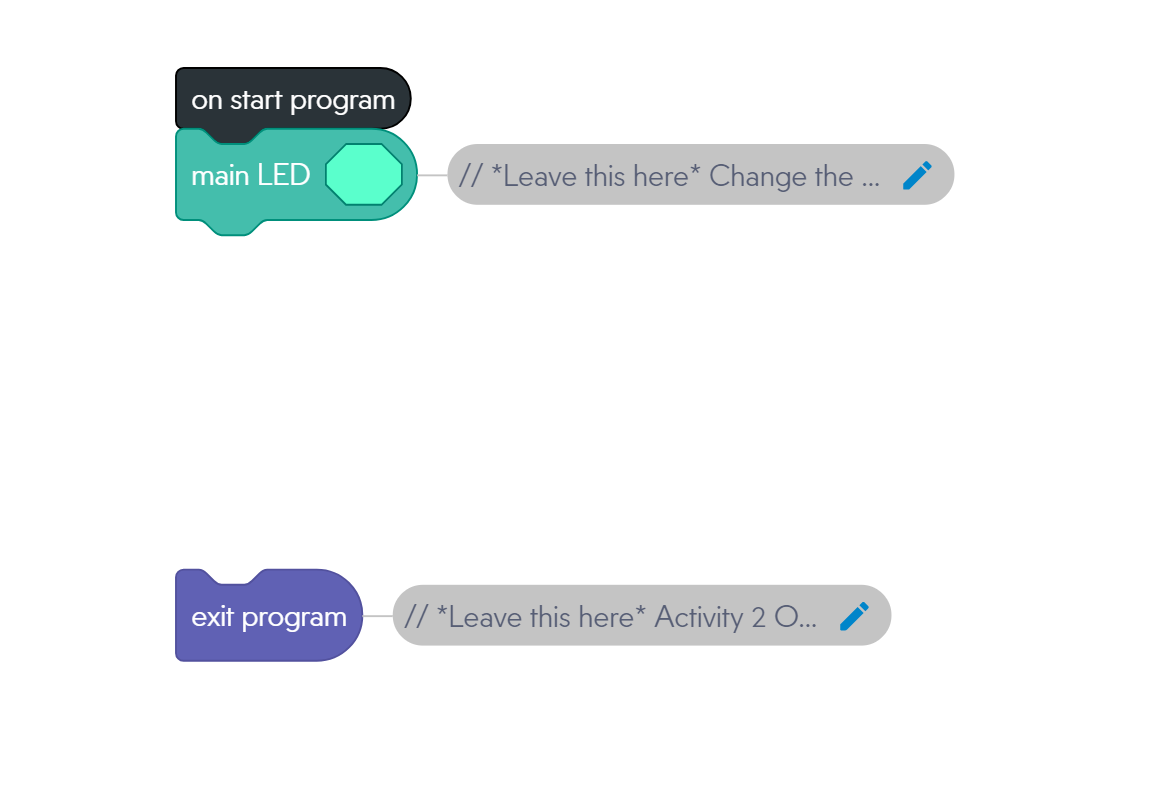 on start program
main LED // *Leave this here* Change the ...
exit program // *Leave this here* Activity 2 O...